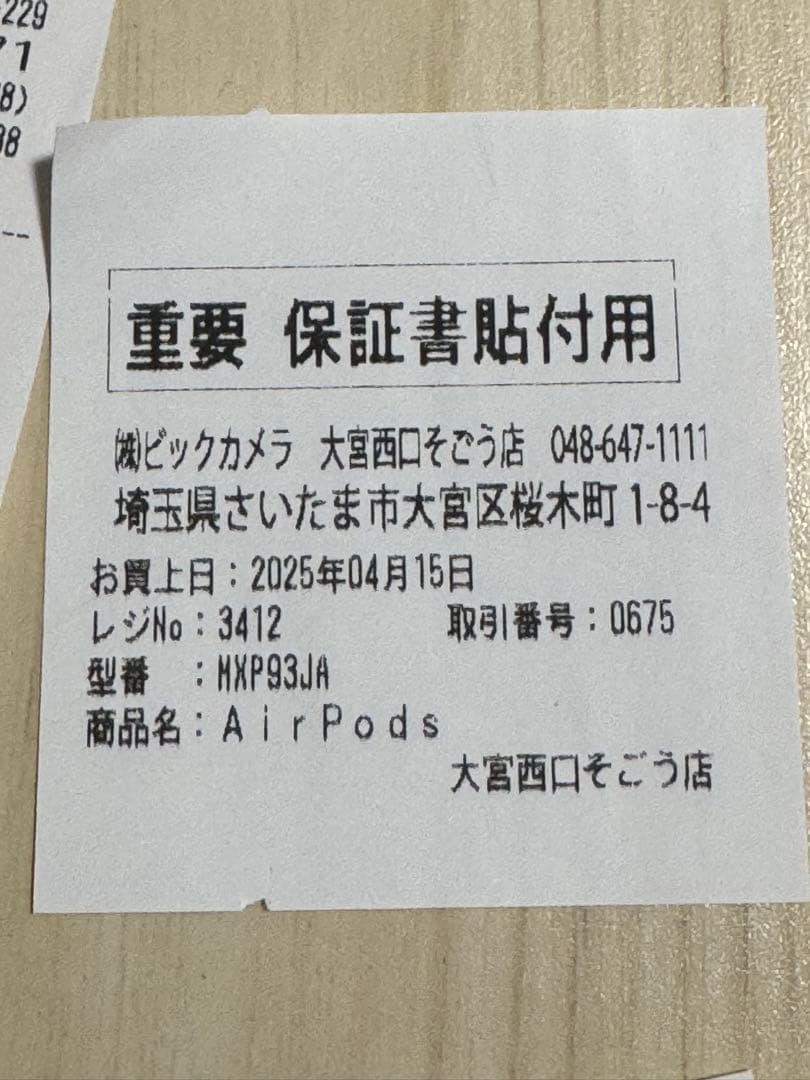 229
71
8)
98
--
重要 保証書貼付用
㈱ビックカメラ 大宮西口そごう店 048-647-1111
埼玉県さいたま市大宮区桜木町1-8-4
お買上日:2025年04月15日
レジNo:3412 取引番号:0675
型番 :MXP93JA
商品名:AirPods
大宮西口そごう店